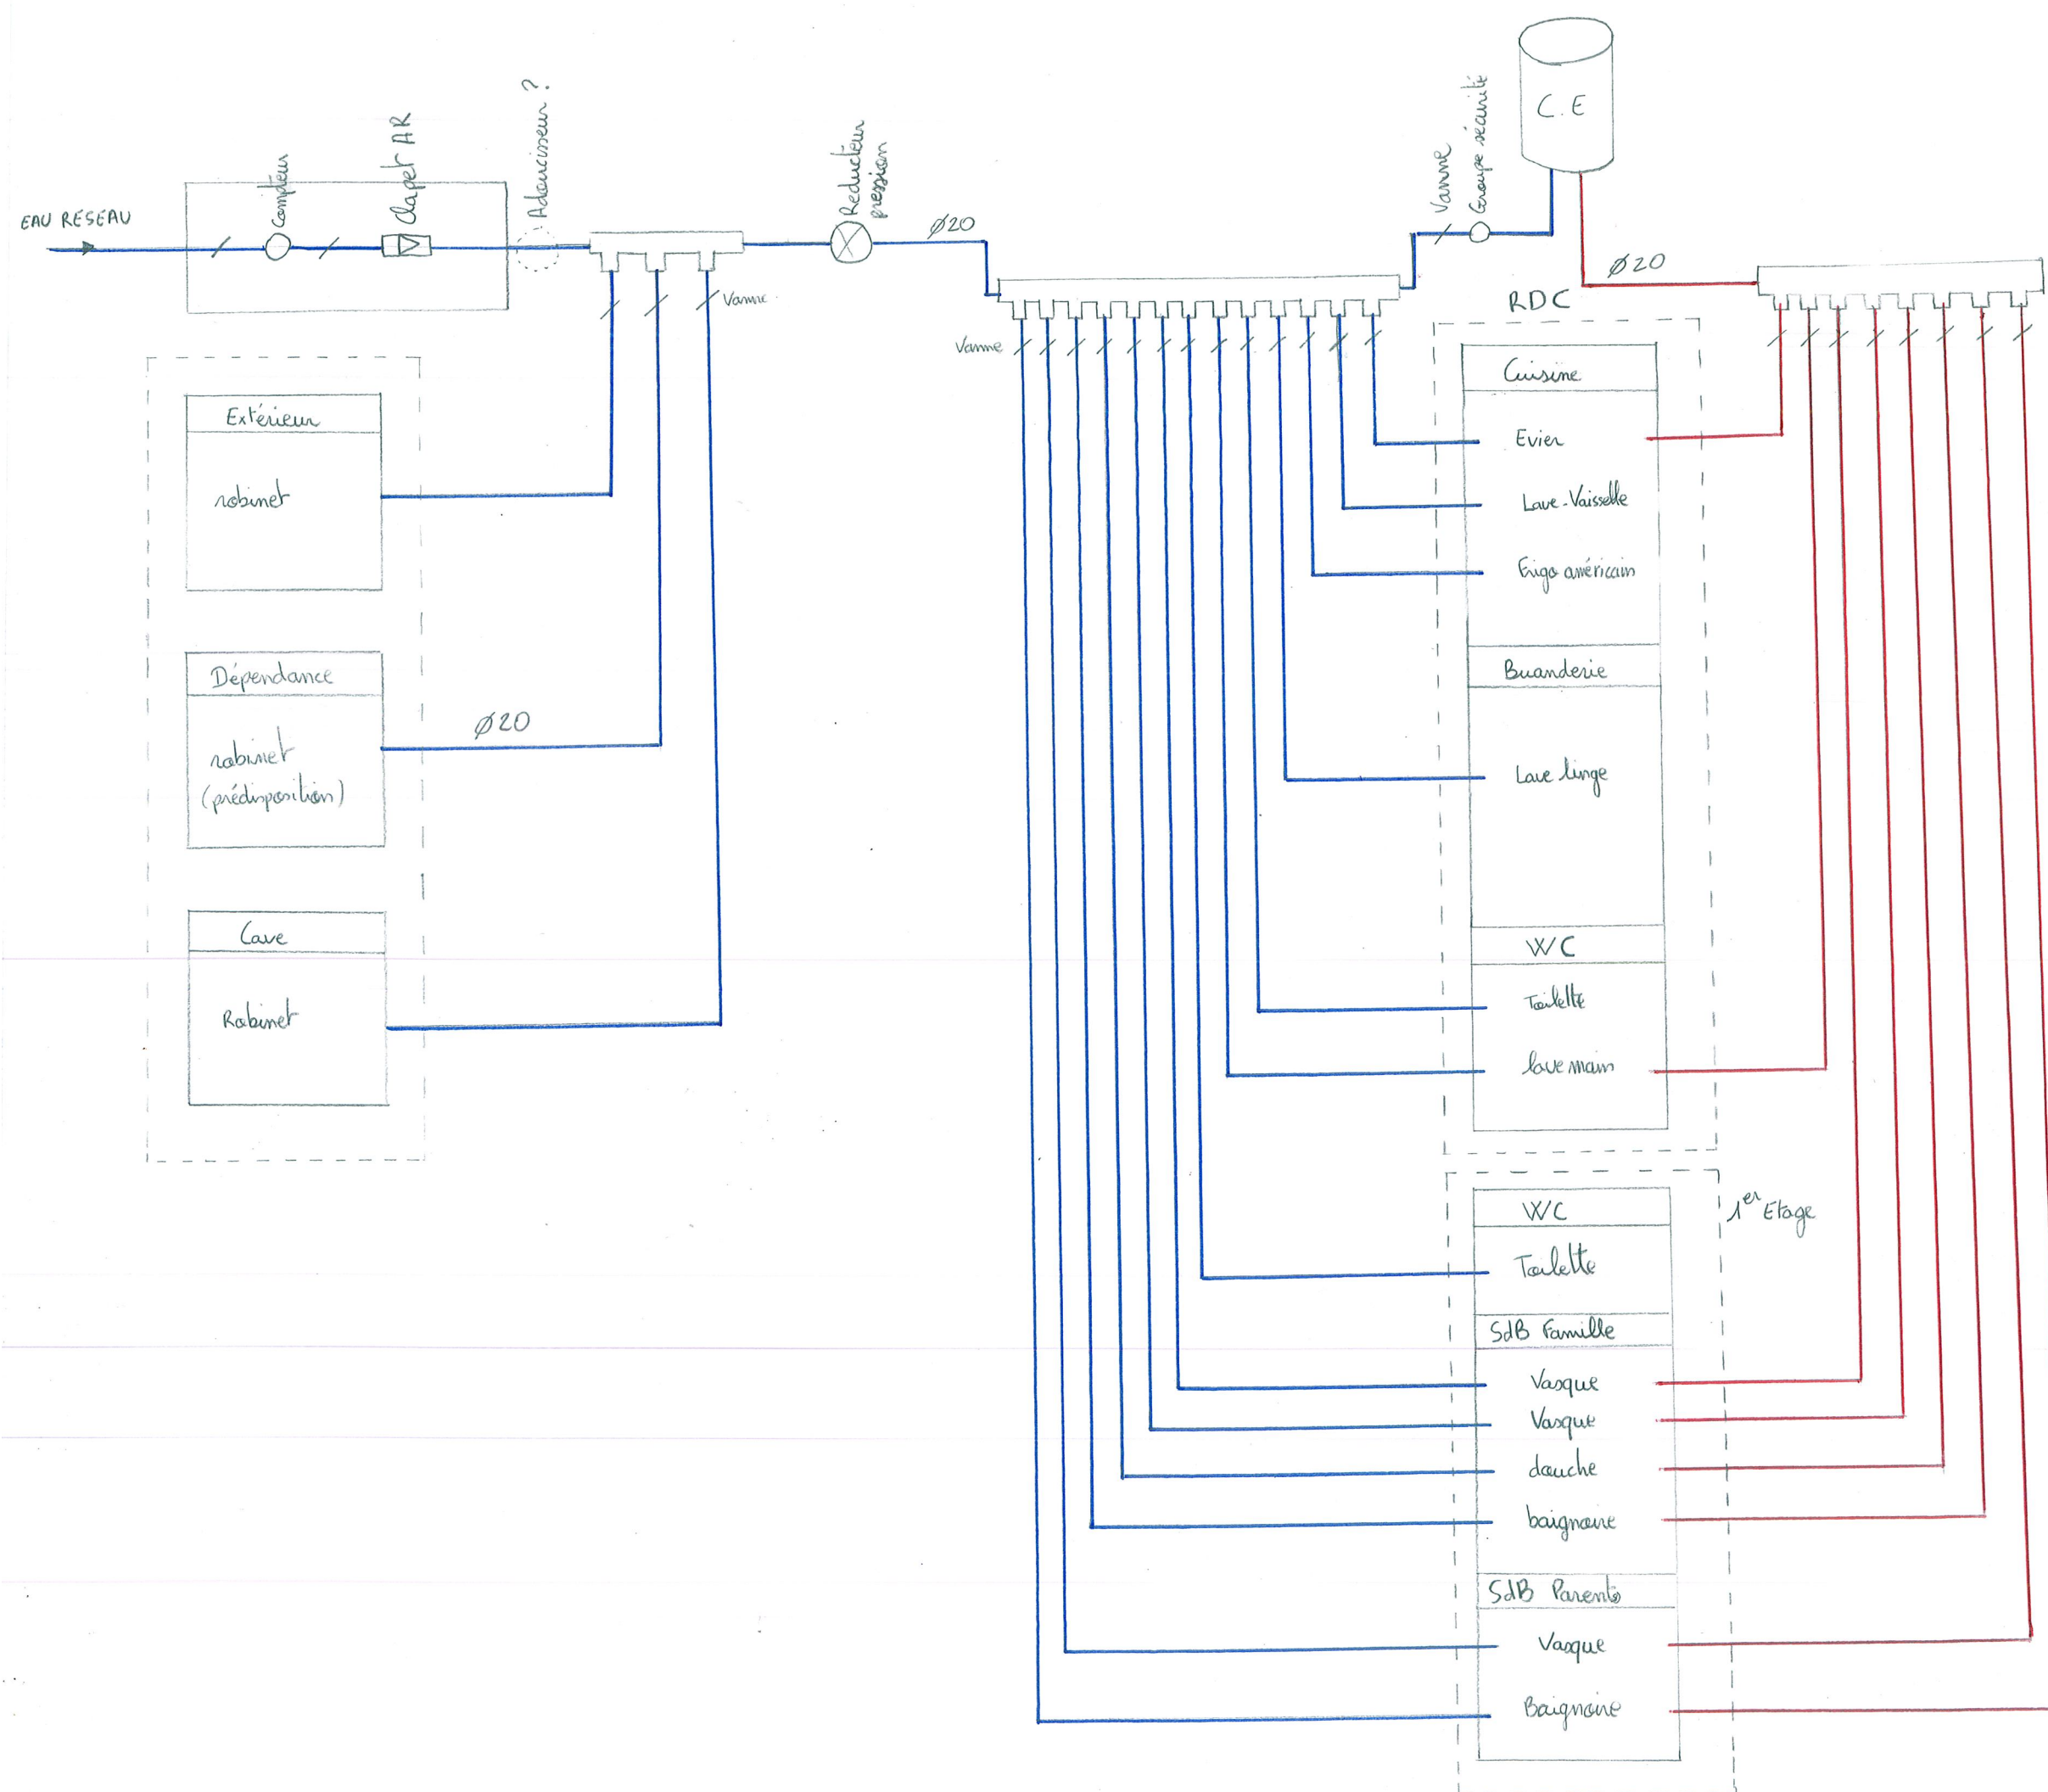 EAU RÉSEAU
Compteur
Clapet AR
Adoucisseur ?
Vanne
Reducteur
pression
Ø20
Vanne
Groupe sécurité
C.E
Ø20
Vanne
RDC
Cuisine
Evier
Lave-Vaisselle
Frigo américain
Buanderie
Lave linge
WC
Toilette
lave main
1er Etage
WC
Toilette
SdB Famille
Vasque
Vasque
douche
baignoire
SdB Parents
Vasque
Baignoire
Extérieur
robinet
Dépendance
robinet
(prédisposition)
Ø20
Cave
Robinet